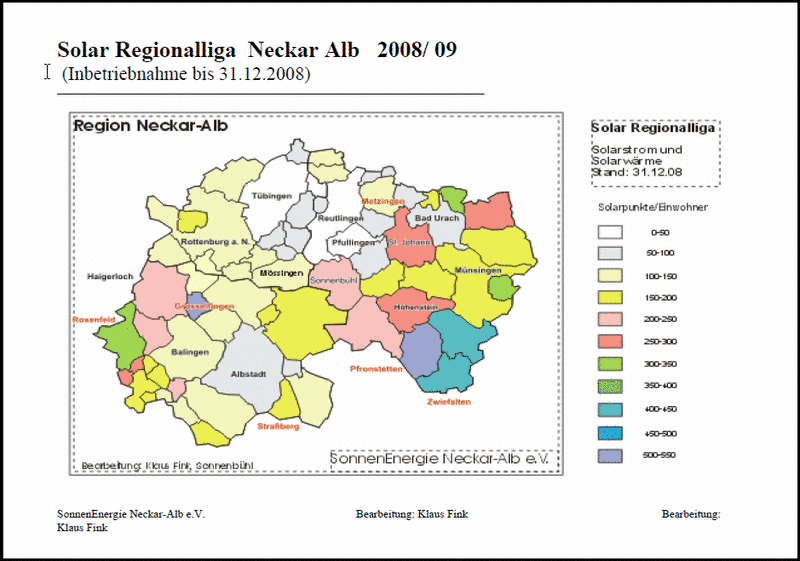 Solar Regionalliga Neckar Alb 2008/ 09
(Inbetriebnahme bis 31.12.2008)
Region Neckar-Alb
Solar Regionalliga
Solarstrom und
Solarwärme
Stand: 31.12.08
Solarpunkte/Einwohner
0-50
50-100
100-150
150-200
200-250
250-300
300-350
350-400
400-450
450-500
500-550
Tübingen
Metzingen
Reutlingen
Bad Urach
Rottenburg a. N.
Pfullingen
St. Johann
Mössingen
Münsingen
Haigerloch
Sonnenbühl
Grosselfingen
Hohenstein
Rosenfeld
Balingen
Albstadt
Pfronstetten
Zwiefalten
Straßberg
Bearbeitung: Klaus Fink, Sonnenbühl
SonnenEnergie Neckar-Alb e.V.
SonnenEnergie Neckar-Alb e.V. Bearbeitung: Klaus Fink Bearbeitung:
Klaus Fink